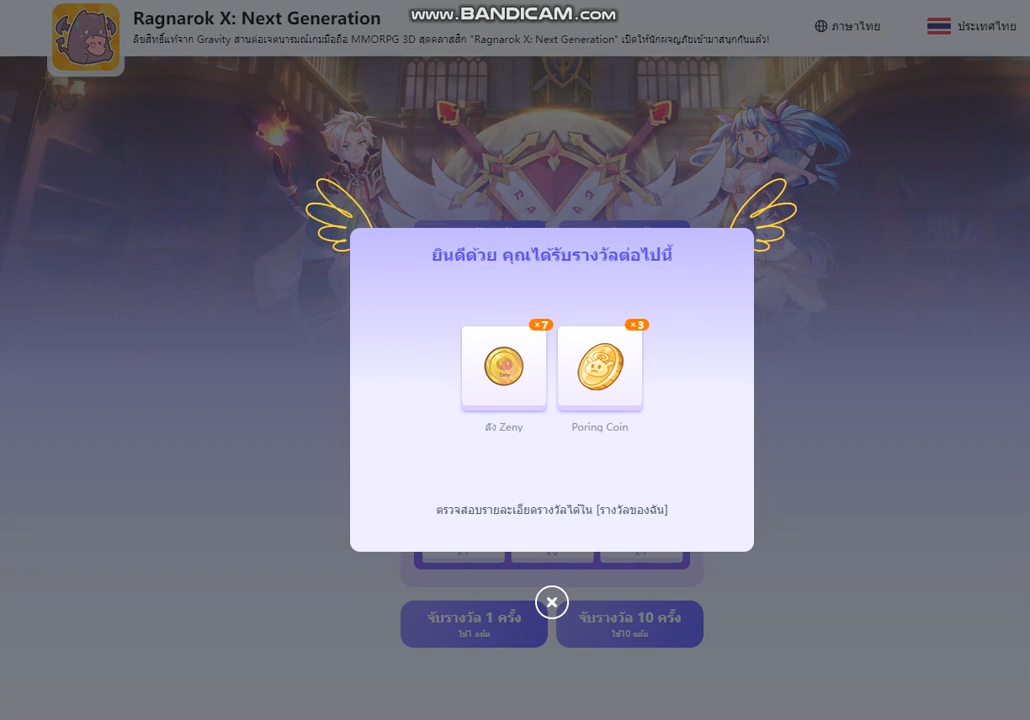 Ragnarok X: Next Generation
www.BANDICAM.com
ลิขสิทธิ์แท้จาก Gravity สานต่อเจตนารมณ์เกมมือถือ MMORPG 3D สุดคลาสสิก "Ragnarok X: Next Generation" เปิดให้นักผจญภัยเข้ามาสนุกกันแล้ว!
ภาษาไทย
ประเทศไทย
ยินดีด้วย คุณได้รับรางวัลต่อไปนี้
×7
×3
Zeny
ลัง Zeny
Poring Coin
ตรวจสอบรายละเอียดรางวัลได้ใน [รางวัลของฉัน]
จับรางวัล 1 ครั้ง
ใช้1 แต้ม
จับรางวัล 10 ครั้ง
ใช้10 แต้ม